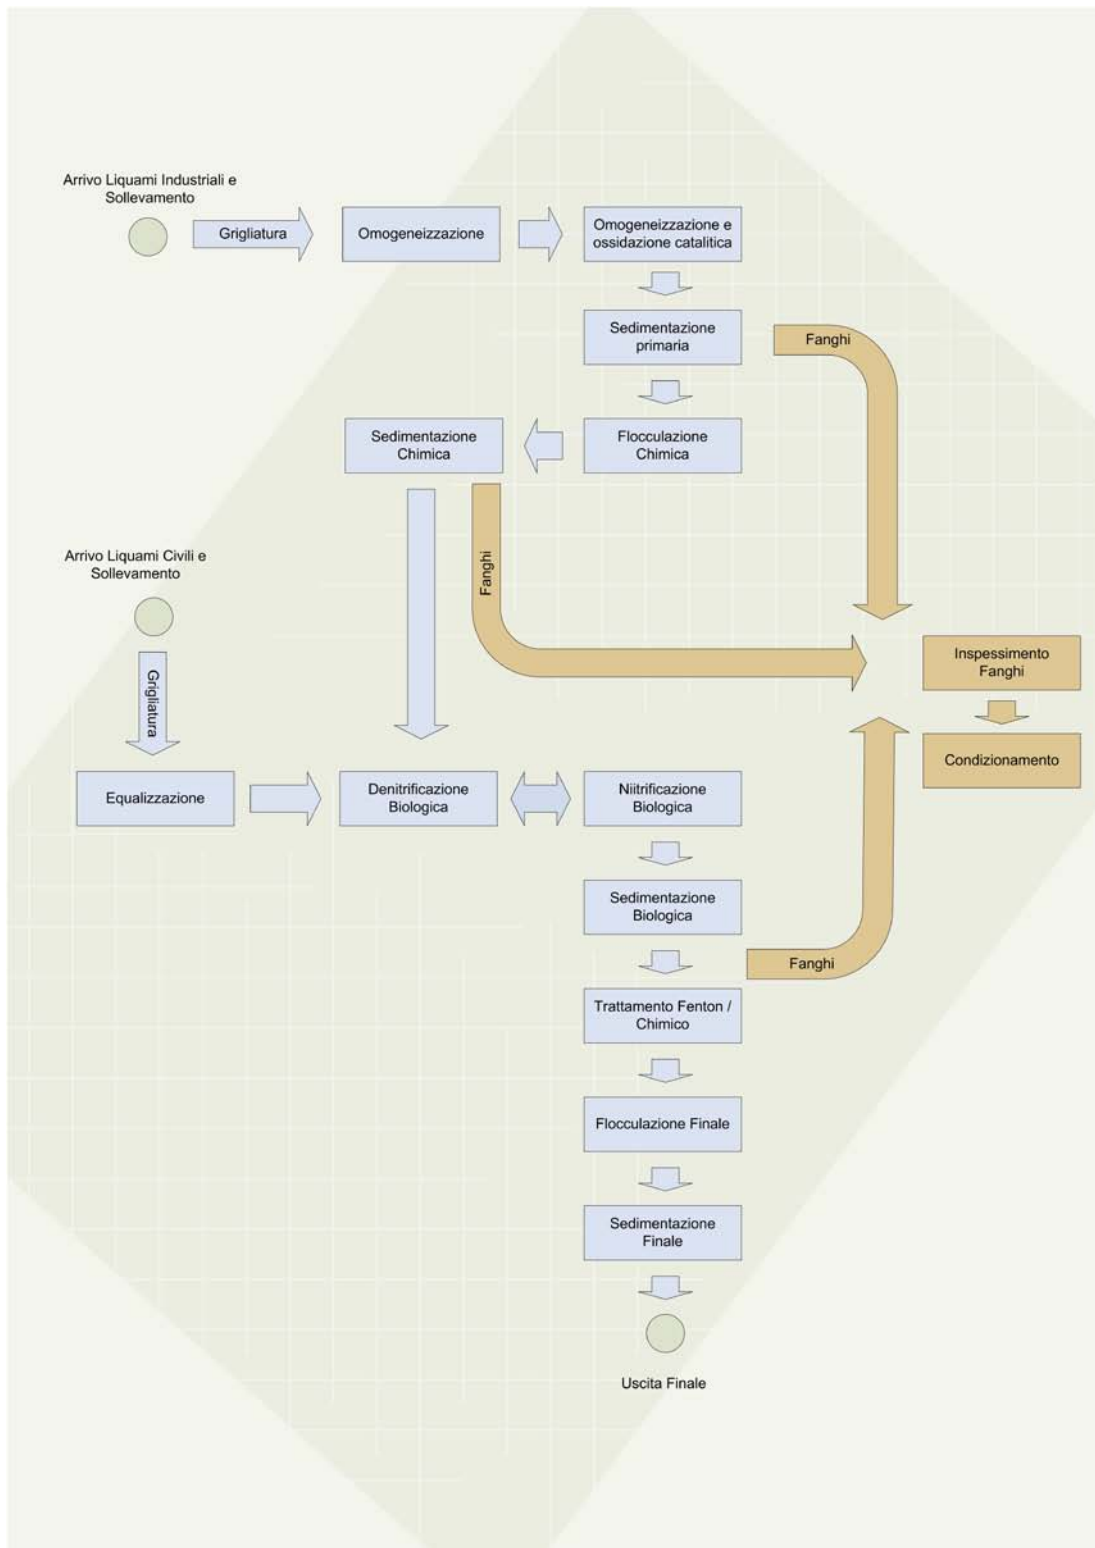 Arrivo Liquami Industriali e
Sollevamento
Grigliatura
Omogeneizzazione
Omogeneizzazione e
ossidazione catalitica
Sedimentazione
primaria
Fanghi
Sedimentazione
Chimica
Flocculazione
Chimica
Fanghi
Arrivo Liquami Civili e
Sollevamento
Grigliatura
Inspessimento
Fanghi
Condizionamento
Equalizzazione
Denitrificazione
Biologica
Niitrificazione
Biologica
Sedimentazione
Biologica
Fanghi
Trattamento Fenton /
Chimico
Flocculazione Finale
Sedimentazione
Finale
Uscita Finale